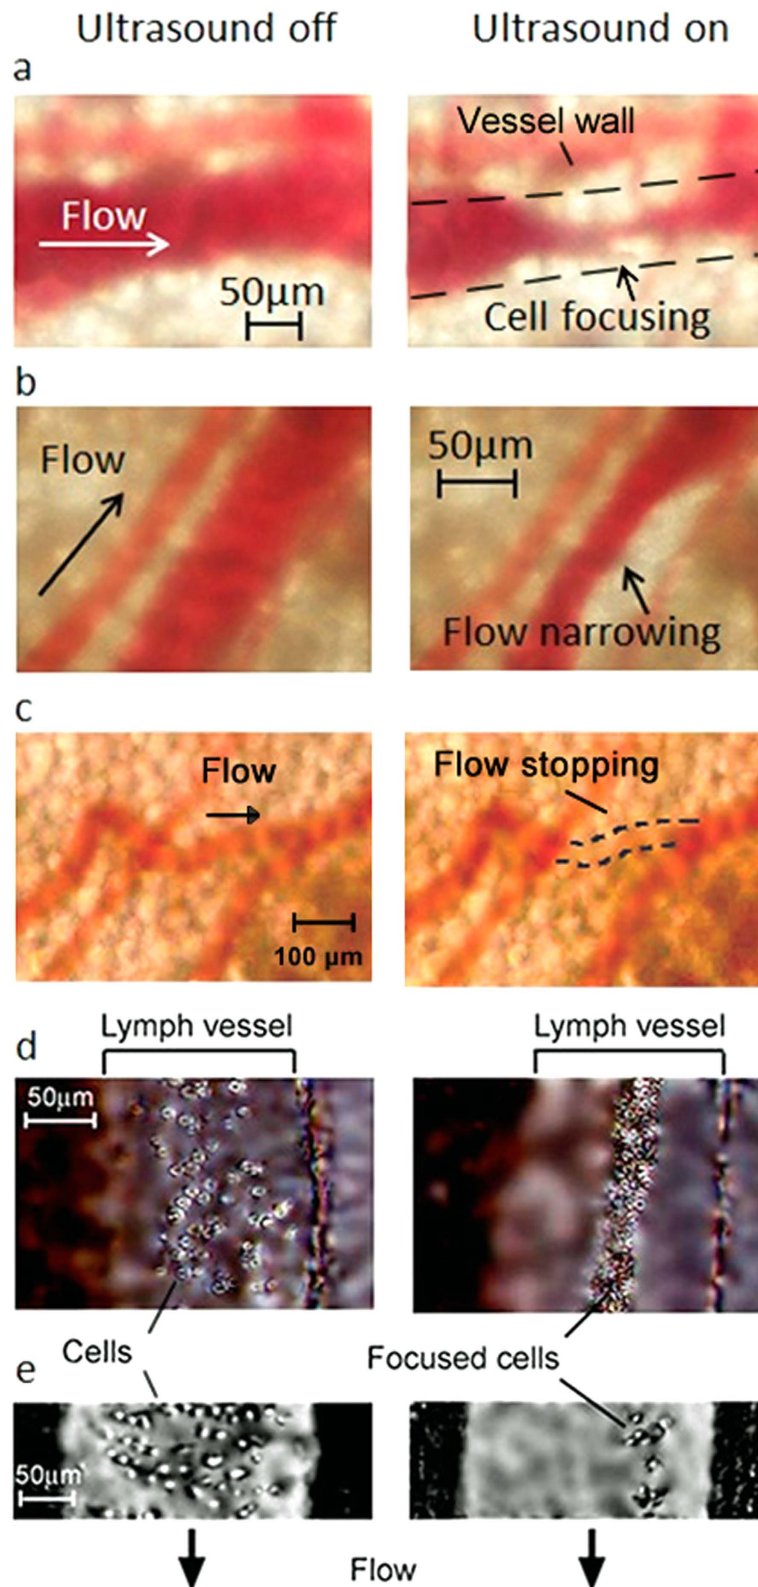 Ultrasound off
Ultrasound on
a
Flow
50μm
Vessel wall
Cell focusing
b
Flow
50μm
Flow narrowing
c
Flow
100 μm
Flow stopping
d
Lymph vessel
50μm
Lymph vessel
Cells
Focused cells
e
50μm
Flow